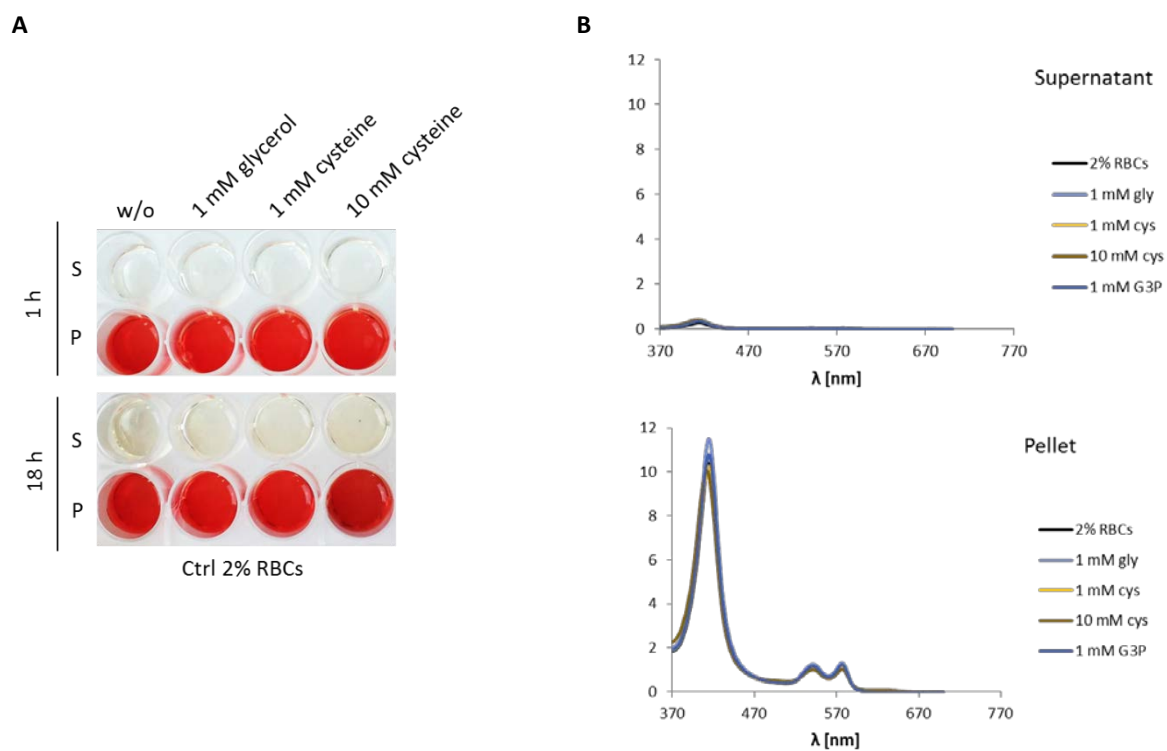 A
w/o
1 mM glycerol
1 mM cysteine
10 mM cysteine
1 h
S
P
18 h
S
P
Ctrl 2% RBCs
B
12
10
8
6
4
2
0
370 470 570 670 770
λ [nm]
Supernatant
2% RBCs
1 mM gly
1 mM cys
10 mM cys
1 mM G3P
12
10
8
6
4
2
0
370 470 570 670 770
λ [nm]
Pellet
2% RBCs
1 mM gly
1 mM cys
10 mM cys
1 mM G3P